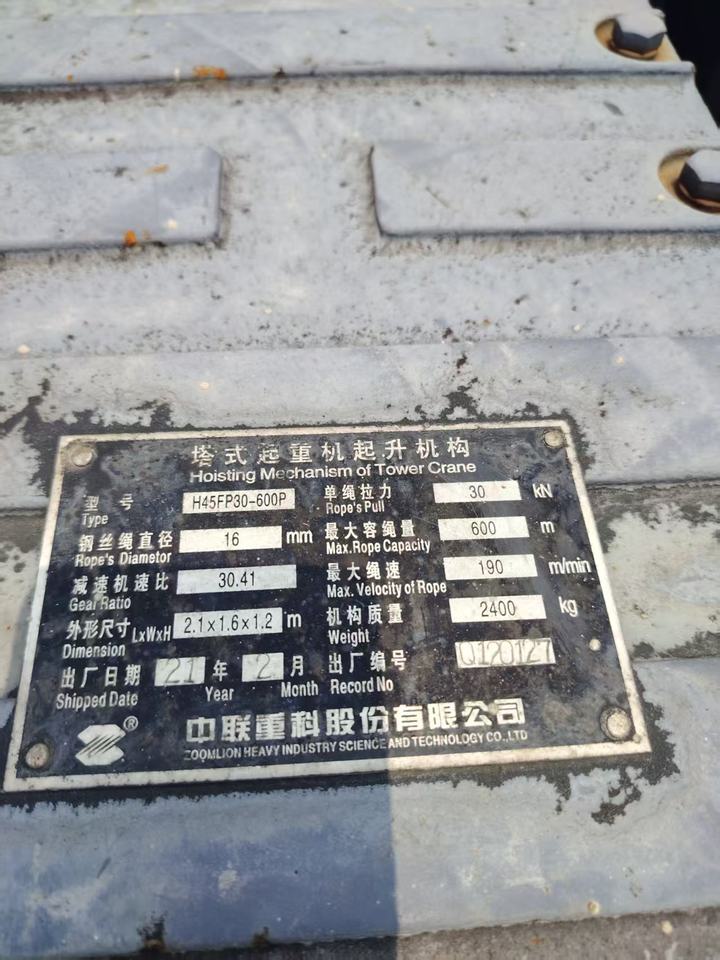 塔式起重机起升机构
Hoisting Mechanism of Tower Crane
型号 H45FP30-600P 单绳拉力 30 kN
Type Rope's Pull
钢丝绳直径 16 mm 最大容绳量 600 m
Rope's Diametor Max.Rope Capacity
减速机速比 30.41 最大绳速 190 m/min
Gear Ratio Max. Velocity of Rope
外形尺寸 LxWxH 2.1x1.6x1.2 m 机构质量 2400 kg
Dimension Weight
出厂日期 21 年 2 月 出厂编号 Q120127
Shipped Date Year Month Record No
® 中联重科股份有限公司
ZOOMLION HEAVY INDUSTRY SCIENCE AND TECHNOLOGY CO.,LTD